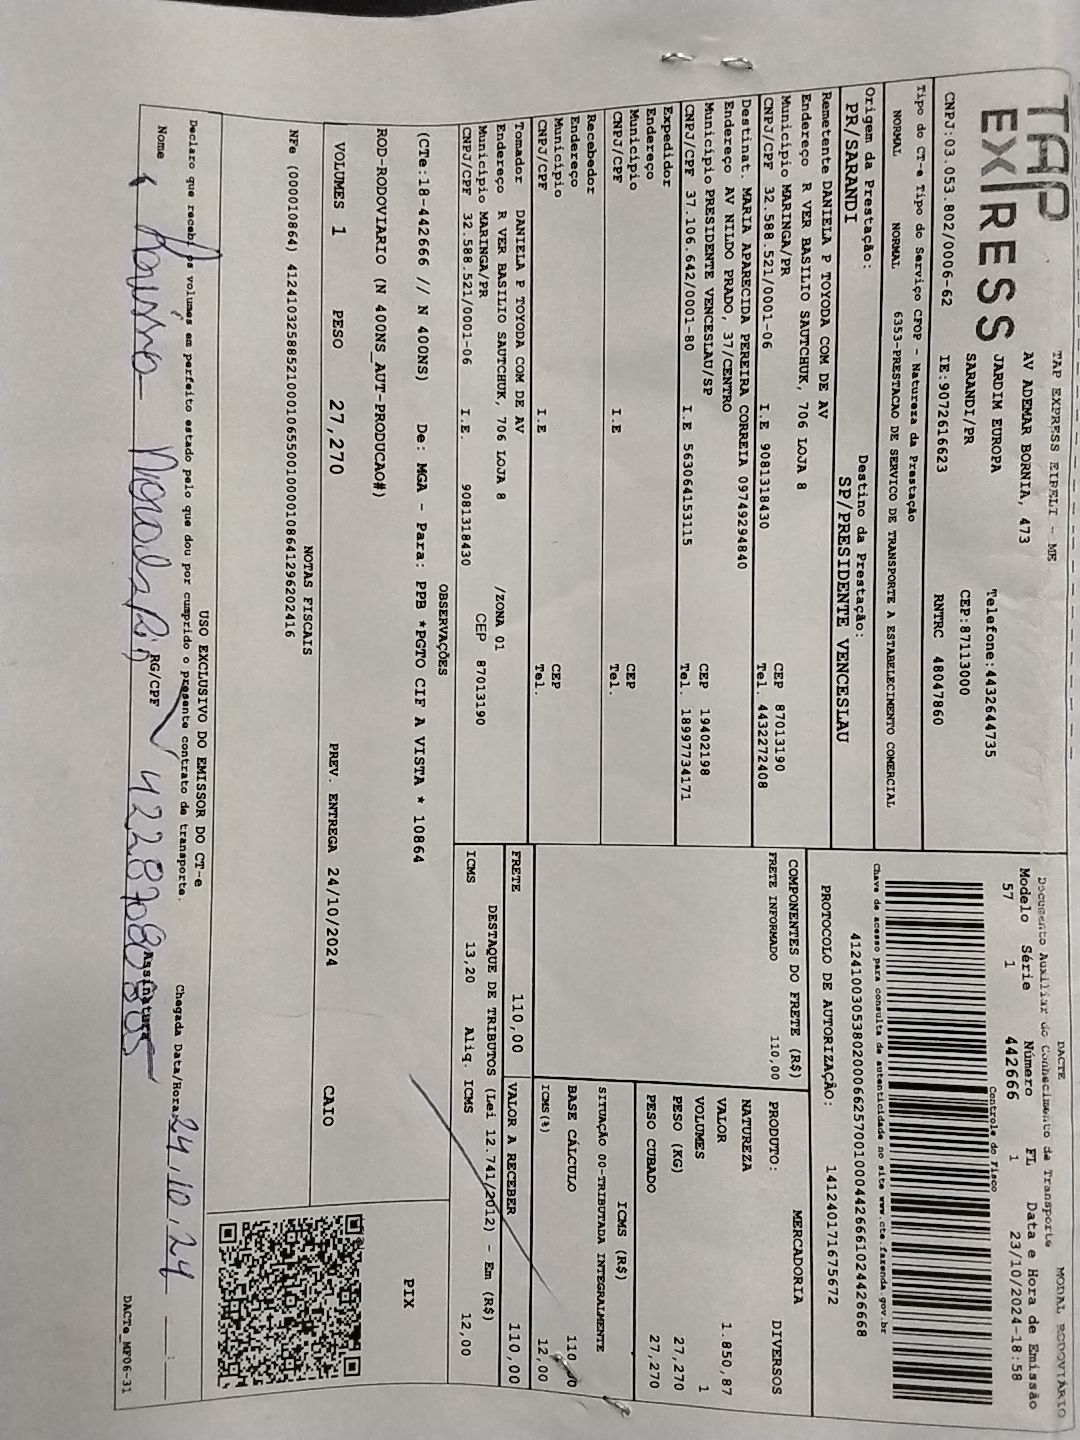 TAP EXPRESS
TAP EXPRESS EIRELI - ME
AV ADEMAR BORNIA, 473
JARDIM EUROPA
SARANDI/PR
Telefone:4432644735
CEP:87113000
CNPJ:03.053.802/0006-62 IE:9072616623 RNTRC 48047860
DACTE MODAL RODOVIÁRIO
Documento Auxiliar do Conhecimento de Transporte
Modelo Série Número FL Data e Hora de Emissão
57 1 442666 1 23/10/2024-18:58
Controle do Fisco
Chave de acesso para consulta de autenticidade no site www.cte.fazenda.gov.br
41241003053802000662570010004426661024426668
PROTOCOLO DE AUTORIZAÇÃO: 141240171675672
Tipo do CT-e Tipo do Serviço CFOP - Natureza da Prestação
NORMAL NORMAL 6353-PRESTACAO DE SERVICO DE TRANSPORTE A ESTABELECIMENTO COMERCIAL
Origem da Prestação: Destino da Prestação:
PR/SARANDI SP/PRESIDENTE VENCESLAU
Remetente DANIELA P TOYODA COM DE AV
Endereço R VER BASILIO SAUTCHUK, 706 LOJA 8
Município MARINGA/PR CEP 87013190
CNPJ/CPF 32.588.521/0001-06 I.E 9081318430 Tel. 4432272408
Destinat. MARIA APARECIDA PEREIRA CORREIA 09749294840
Endereço AV NILDO PRADO, 37/CENTRO
Município PRESIDENTE VENCESLAU/SP CEP 19402198
CNPJ/CPF 37.106.642/0001-80 I.E 563064153115 Tel. 18997734171
Expedidor
Endereço
Município CEP
CNPJ/CPF I.E Tel.
Recebedor
Endereço
Município CEP
CNPJ/CPF I.E Tel.
Tomador DANIELA P TOYODA COM DE AV
Endereço R VER BASILIO SAUTCHUK, 706 LOJA 8 /ZONA 01
Município MARINGA/PR CEP 87013190
CNPJ/CPF 32.588.521/0001-06 I.E. 9081318430
COMPONENTES DO FRETE (R$)
FRETE INFORMADO 110,00
FRETE 110,00
MERCADORIA
PRODUTO: DIVERSOS
NATUREZA
VALOR 1.850,87
VOLUMES 1
PESO (KG) 27,270
PESO CUBADO 27,270
ICMS (R$)
SITUAÇÃO 00-TRIBUTADA INTEGRALMENTE
BASE CÁLCULO
ICMS(%) 12,00
VALOR A RECEBER 110,00
DESTAQUE DE TRIBUTOS (Lei 12.741/2012) - Em (R$)
ICMS 13,20 Aliq. ICMS 12,00
OBSERVAÇÕES
(CTe:18-442666 // N 400NS) De: MGA - Para: PPB *PGTO CIF A VISTA * 10864
ROD-RODOVIARIO (N 400NS_AUT-PRODUCAO#)
PIX
VOLUMES 1 PESO 27,270 PREV. ENTREGA 24/10/2024 CAIO
NOTAS FISCAIS
NFe (00010864) 41241032588521000106550010000108641296202416
USO EXCLUSIVO DO EMISSOR DO CT-e
Declaro que recebi os volumes em perfeito estado pelo que dou por cumprido o presente contrato de transporte.
Chegada Data/Hora: 24.10.24
Nome RG/CPF Assinatura
DACTe_MF06-31